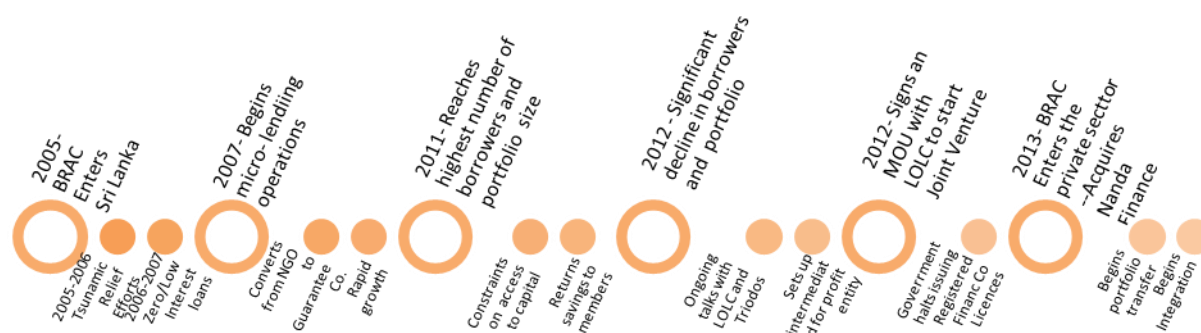 2005-
BRAC
Enters
Sri Lanka
2005-2006
Tsunamic
Relief
Efforts
2006-2007
Zero/Low
Interest
loans
2007- Begins
micro- lendiing
operations
Converts
fromNGO
to
Guarantee
Co.
Rapid
growth
2011- Reaches
highest number of
borrowers and
portfolio size
Constraints
on access
to capital
Returns
savings to
members
2012 - Significant
decline in borrowers
and portfolio
Ongoing
talks with
LOLC and
Triodos
Sets up
intermediat
d for profit
entity
2012- Signs an
MOU with
LOLC to start
Joint Venture
Government
halts issuing
Registered
Financ Co
Licences
2013- BRAC
Enters the
private secttor
--Acquires
Nanda
Finance
Begins
portfolio
transfer
Begins
Integration